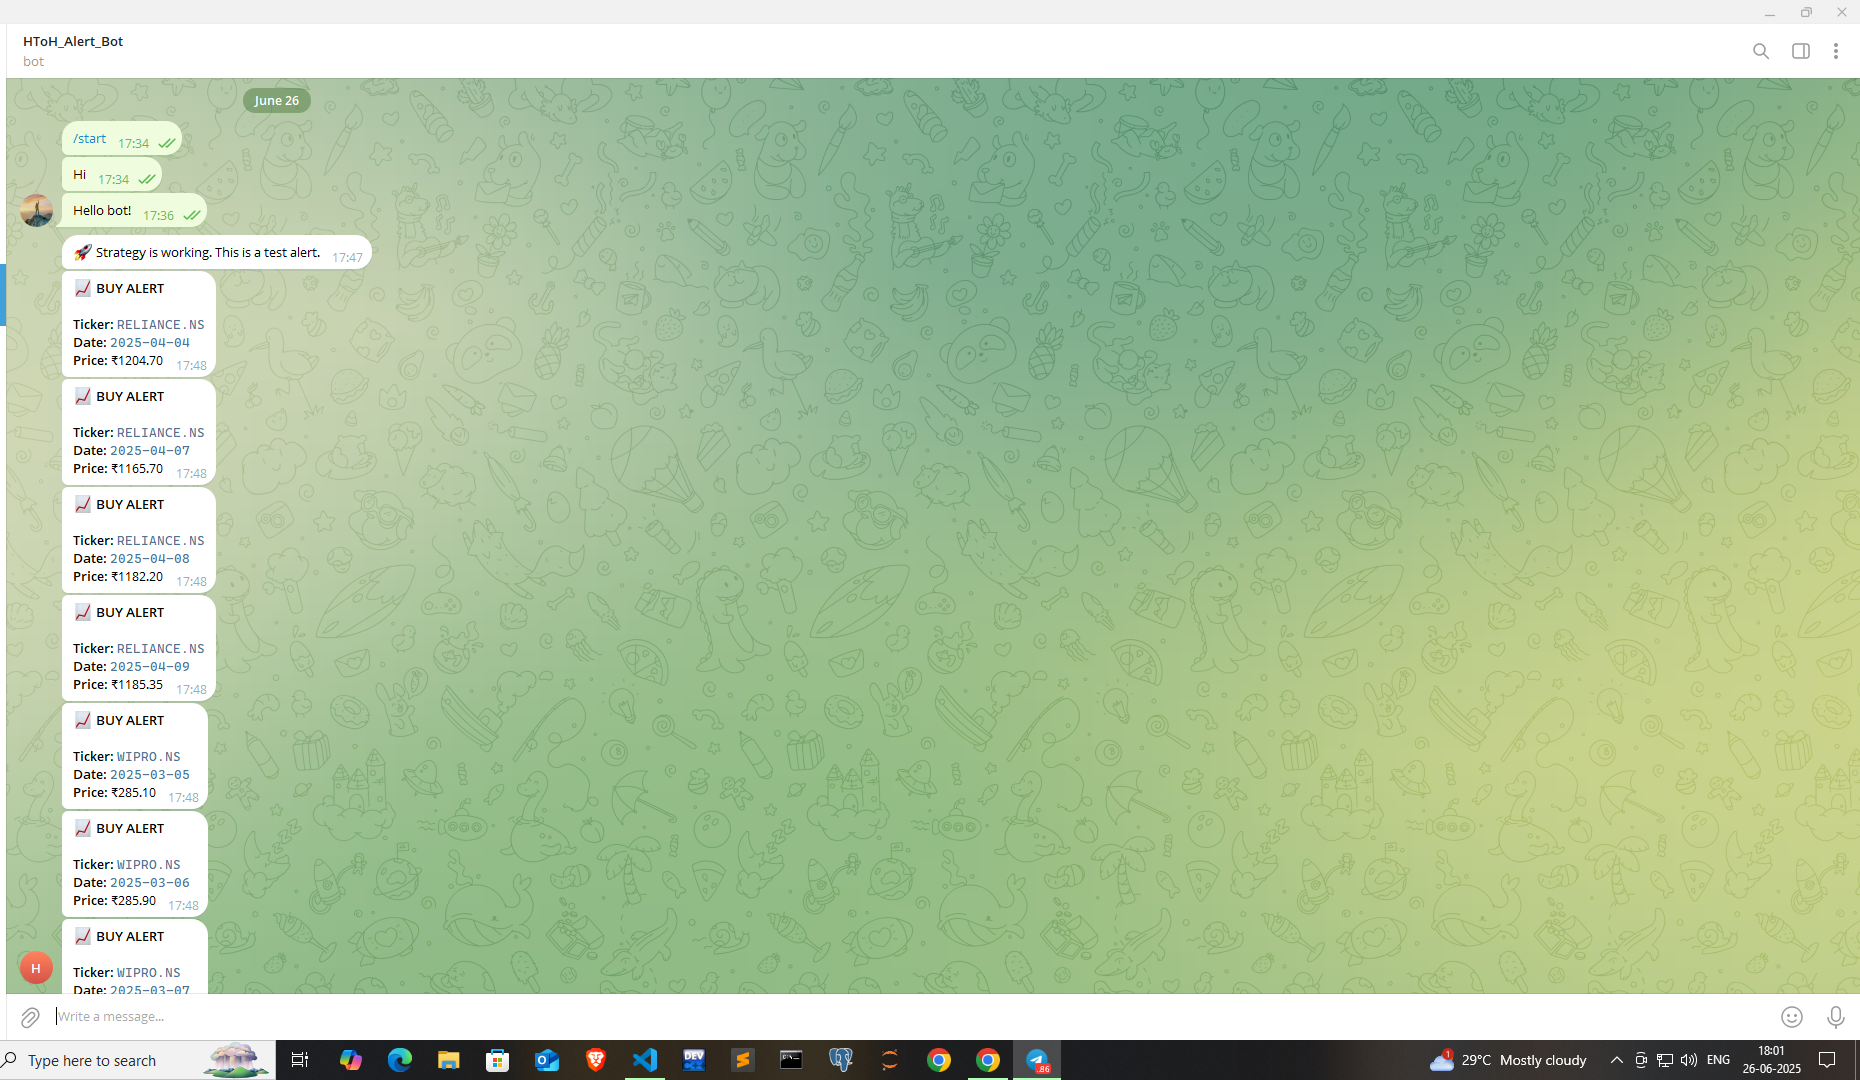 HToH_Alert_Bot
bot
June 26
/start 17:34
Hi 17:34
Hello bot! 17:36
🚀 Strategy is working. This is a test alert. 17:47
📈 BUY ALERT
Ticker: RELIANCE.NS
Date: 2025-04-04
Price: ₹1204.70 17:48
📈 BUY ALERT
Ticker: RELIANCE.NS
Date: 2025-04-07
Price: ₹1165.70 17:48
📈 BUY ALERT
Ticker: RELIANCE.NS
Date: 2025-04-08
Price: ₹1182.20 17:48
📈 BUY ALERT
Ticker: RELIANCE.NS
Date: 2025-04-09
Price: ₹1185.35 17:48
📈 BUY ALERT
Ticker: WIPRO.NS
Date: 2025-03-05
Price: ₹285.10 17:48
📈 BUY ALERT
Ticker: WIPRO.NS
Date: 2025-03-06
Price: ₹285.90 17:48
📈 BUY ALERT
Ticker: WIPRO.NS
Date: 2025-03-07
H
Write a message...
Type here to search
DEV
.86
1
29°C Mostly cloudy
ENG
18:01
26-06-2025